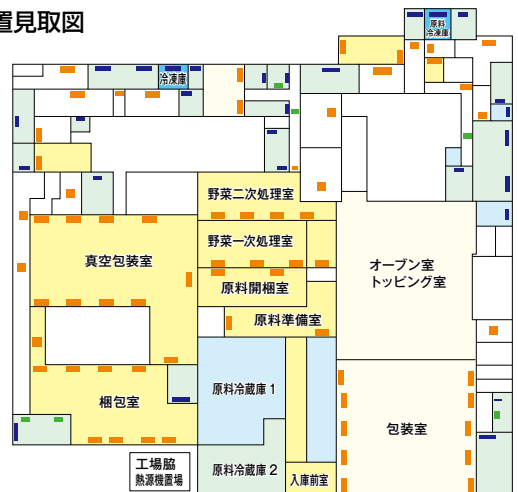 置見取図
原料
冷凍庫
冷凍庫
野菜二次処理室
野菜一次処理室
真空包装室
原料開梱室
オーブン室
トッピング室
原料準備室
原料冷蔵庫1
梱包室
包装室
工場脇
熱源機置場
原料冷蔵庫2
入庫前室